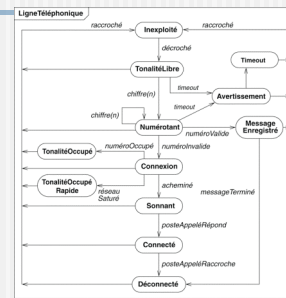 LigneTéléphonique
raccroché
Inexploité
raccroché
décroché
TonalitéLibre
Timeout
timeout
chiffre(n)
Avertissement
chiffre(n)
timeout
Numérotant
Message
Enregistré
numéroValide
numéroOccupé
numéroInvalide
TonalitéOccupé
Connexion
TonalitéOccupé
Rapide
réseau
Saturé
acheminé
messageTerminé
Sonnant
posteAppeléRépond
Connecté
posteAppeléRaccroche
Déconnecté